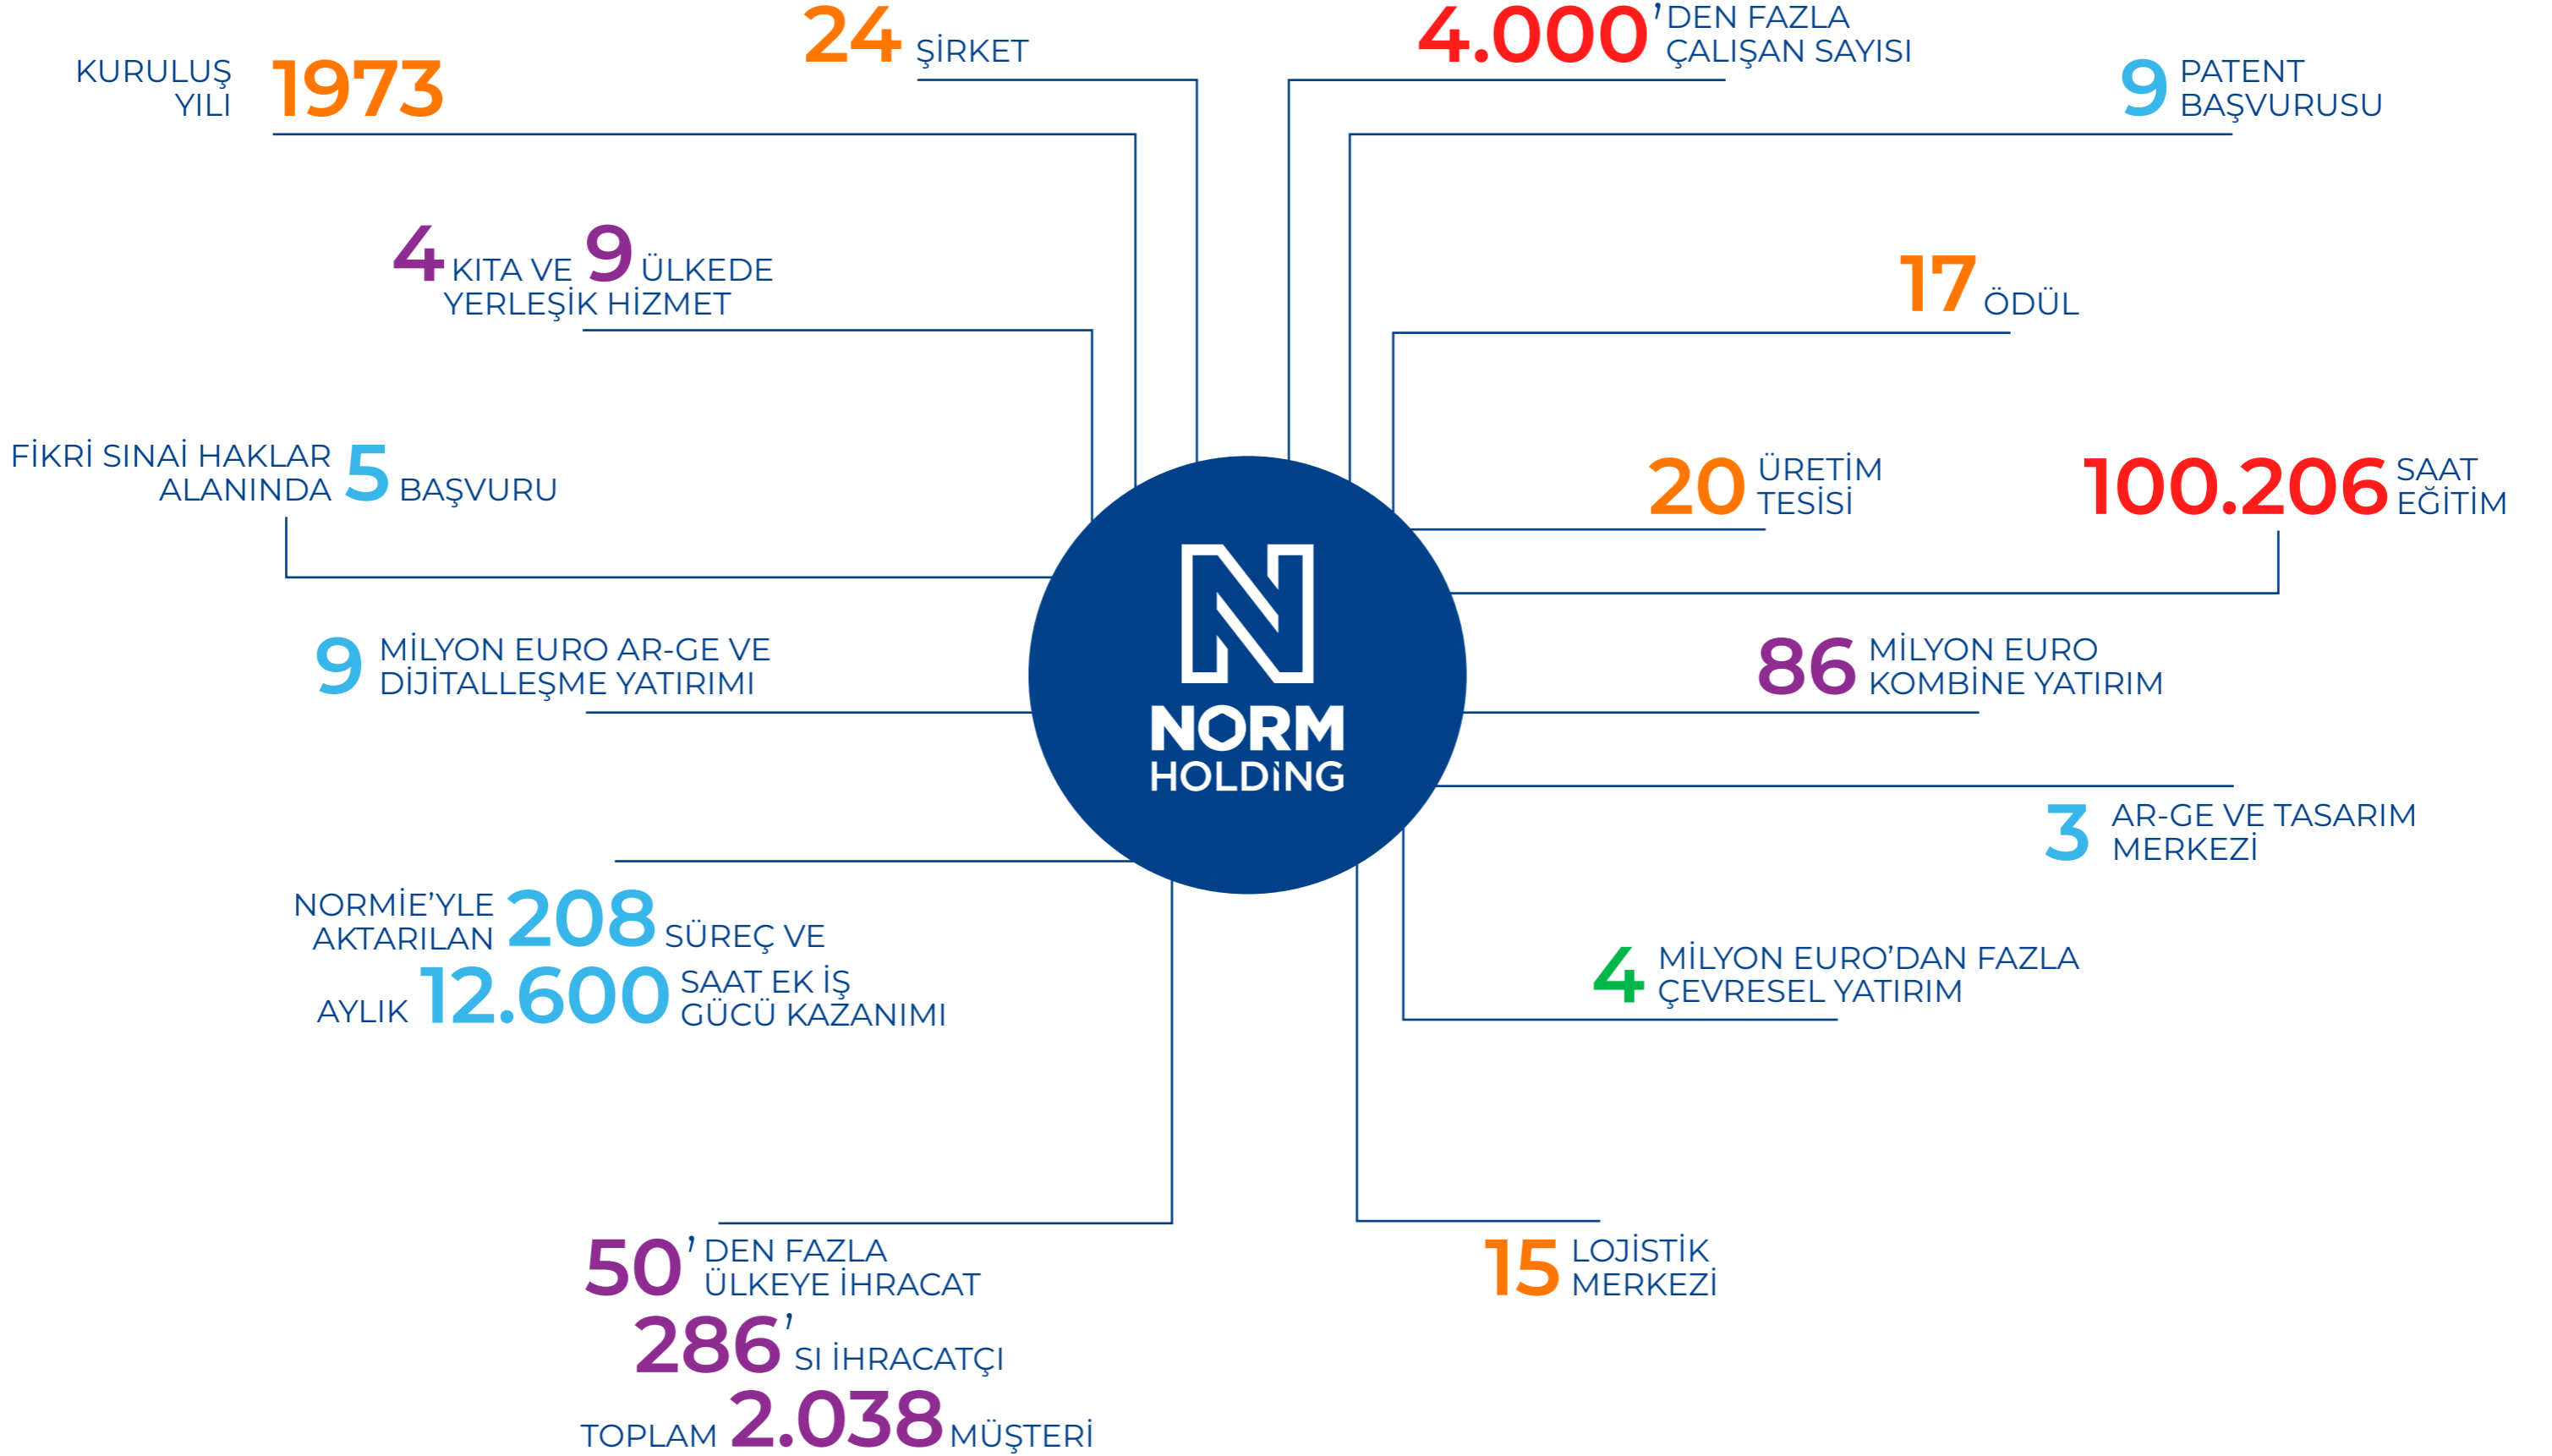 KURULUŞ
YILI 1973
24 ŞİRKET
4.000'DEN FAZLA
ÇALIŞAN SAYISI
9 PATENT
BAŞVURUSU
4 KITA VE 9 ÜLKEDE
YERLEŞİK HİZMET
17 ÖDÜL
FİKRİ SINAİ HAKLAR
ALANINDA 5 BAŞVURU
20 ÜRETİM
TESİSİ
100.206 SAAT
EĞİTİM
9 MİLYON EURO AR-GE VE
DİJİTALLEŞME YATIRIMI
N
NORM
HOLDİNG
86 MİLYON EURO
KOMBİNE YATIRIM
3 AR-GE VE TASARIM
MERKEZİ
NORMİE'YLE
AKTARILAN 208 SÜREÇ VE
AYLIK 12.600 SAAT EK İŞ
GÜCÜ KAZANIMI
4 MİLYON EURO'DAN FAZLA
ÇEVRESEL YATIRIM
50'DEN FAZLA
ÜLKEYE İHRACAT
286'SI İHRACATÇI
TOPLAM 2.038 MÜŞTERİ
15 LOJİSTİK
MERKEZİ